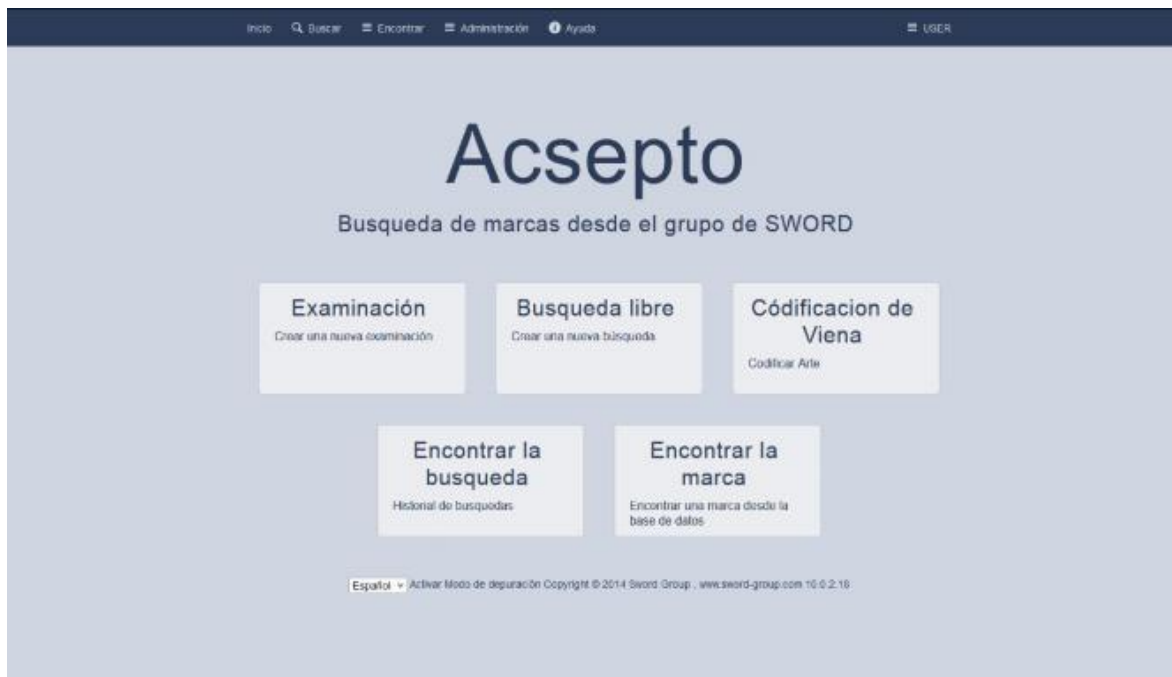 Inicio Buscar Encontrar Administración Ayuda USER
Acsepto
Busqueda de marcas desde el grupo de SWORD
Examinación
Crear una nueva examinación
Busqueda libre
Crear una nueva búsqueda
Códificacion de
Viena
Codificar Arte
Encontrar la
busqueda
Historial de busquedas
Encontrar la
marca
Encontrar una marca desde la
base de datos
Español Activar Modo de depuración Copyright © 2014 Sword Group , www.sword-group.com 10.0.2.18